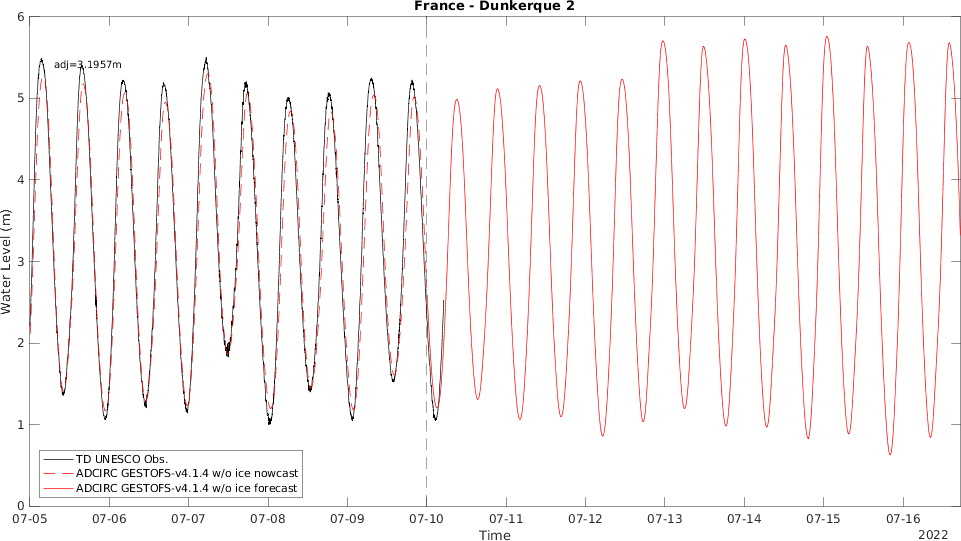 France - Dunkerque 2
6
5
4
3
2
1
0
Water Level (m)
adj=3.1957m
TD UNESCO Obs.
ADCIRC GESTOFS-v4.1.4 w/o ice nowcast
ADCIRC GESTOFS-v4.1.4 w/o ice forecast
07-05 07-06 07-07 07-08 07-09 07-10 07-11 07-12 07-13 07-14 07-15 07-16
Time
2022